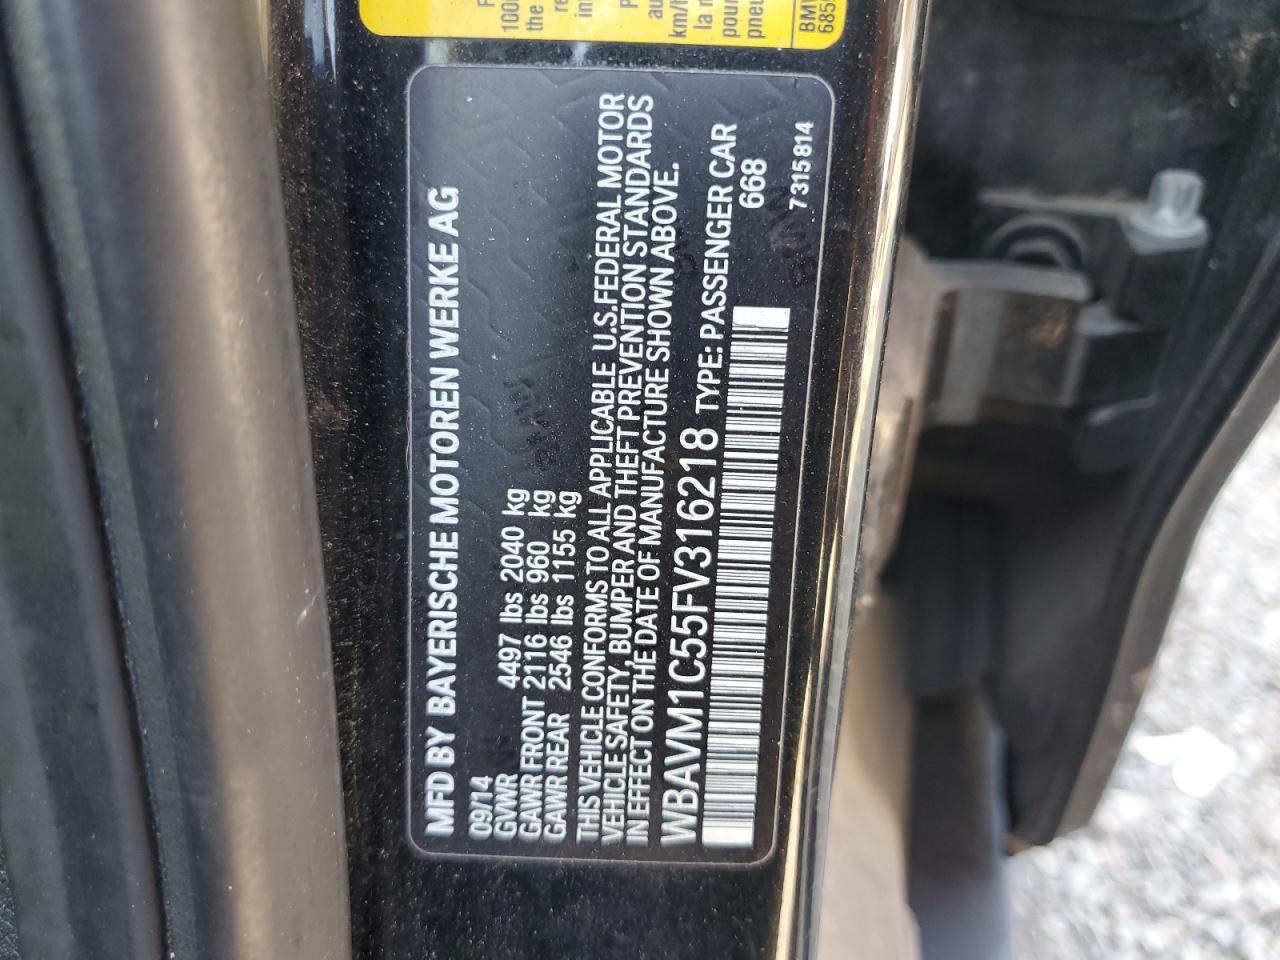 MFD BY BAYERISCHE MOTOREN WERKE AG
09/14
GVWR 4497 lbs 2040 kg
GAWR FRONT 2116 lbs 960 kg
GAWR REAR 2546 lbs 1155 kg
THIS VEHICLE CONFORMS TO ALL APPLICABLE U.S.FEDERAL MOTOR
VEHICLE SAFETY, BUMPER AND THEFT PREVENTION STANDARDS
IN EFFECT ON THE DATE OF MANUFACTURE SHOWN ABOVE.
WBAVM1C55FV316218 TYPE: PASSENGER CAR
668
7315814